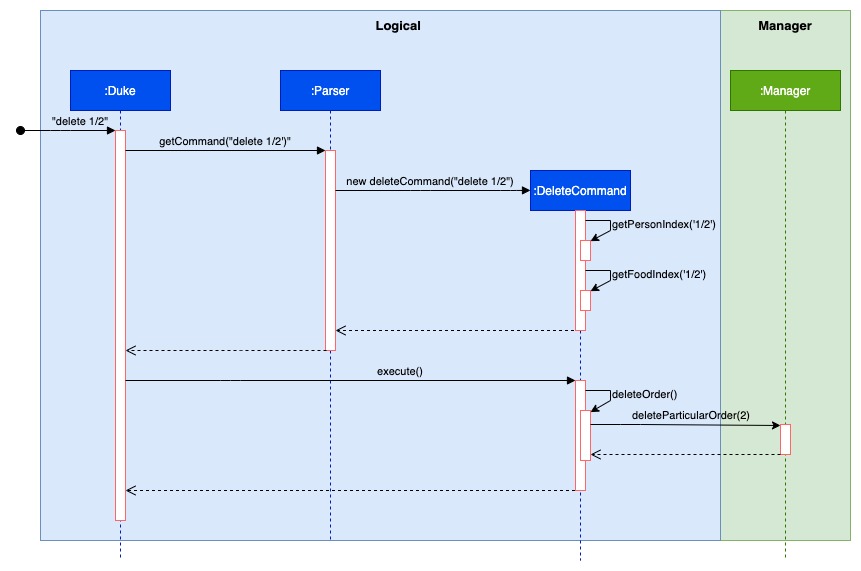 Logical
Manager
:Duke
:Parser
:Manager
"delete 1/2"
getCommand("delete 1/2')"
new deleteCommand("delete 1/2")
:DeleteCommand
getPersonIndex('1/2')
getFoodIndex('1/2')
execute()
deleteOrder()
deleteParticularOrder(2)